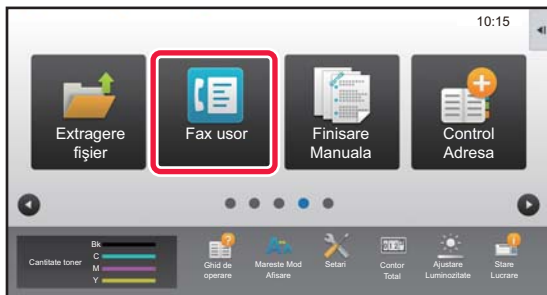 10:15
Extragere
fişier
Fax usor
Finisare
Manuala
Control
Adresa
Cantitate toner
Bk
C
M
Y
Ghid de
operare
Mareste Mod
Afisare
Setari
Contor
Total
Ajustare
Luminozitate
Stare
Lucrare